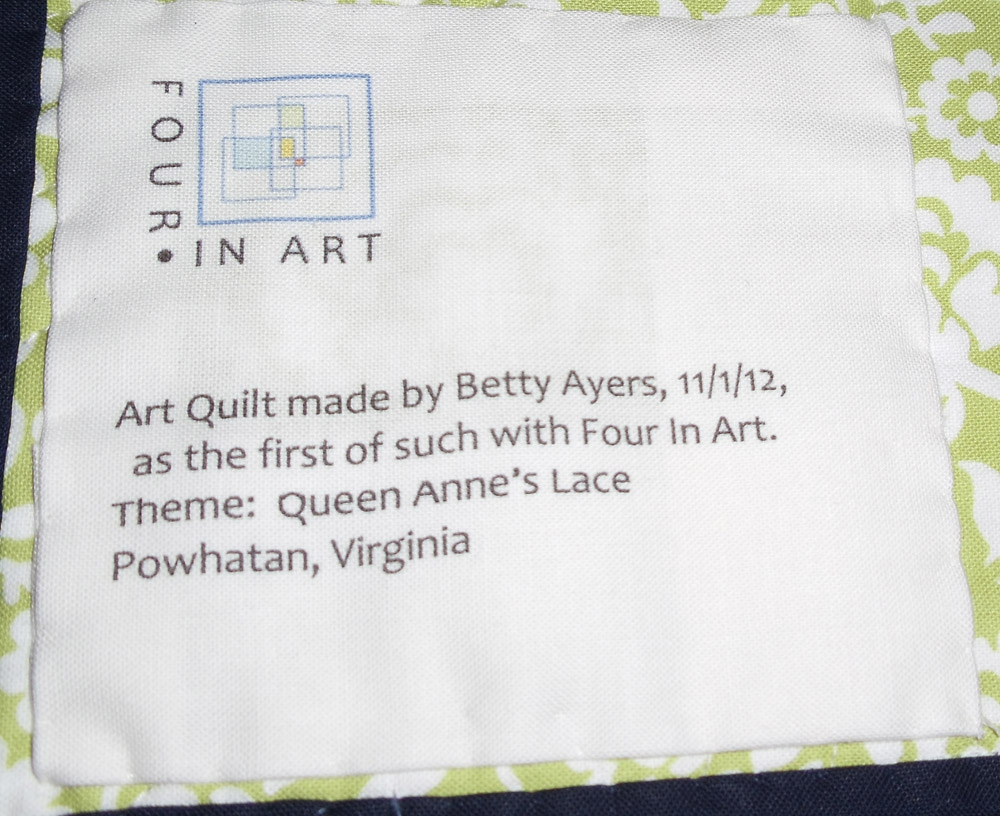 FOUR • IN ART
Art Quilt made by Betty Ayers, 11/1/12,
as the first of such with Four In Art.
Theme: Queen Anne's Lace
Powhatan, Virginia